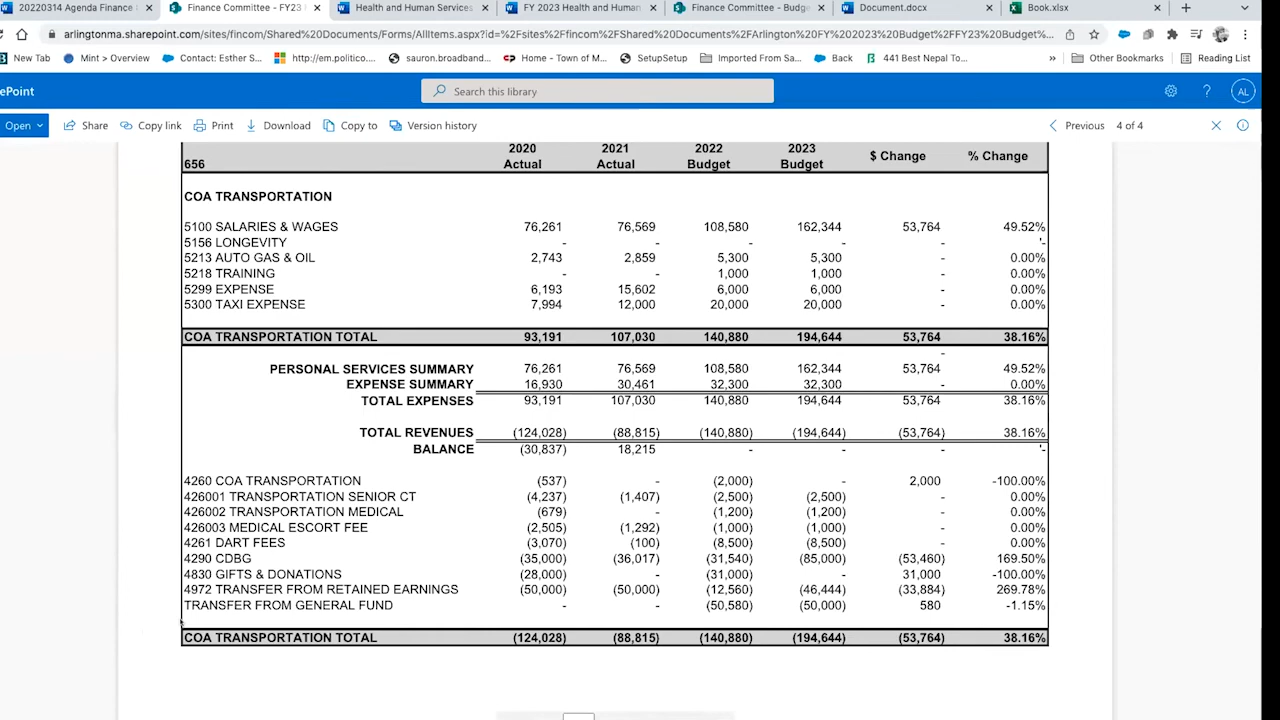 20220314 Agenda Finance Finance Committee - FY23 Health and Human Services FY 2023 Health and Human Finance Committee - Budge Document.docx Book.xlsx
arlingtonma.sharepoint.com/sites/fincom/Shared%20Documents/Forms/AllItems.aspx?id=%2Fsites%2Ffincom%2FShared%20Documents%2FArlington%20FY%202023%20Budget%2FFY23%20Budget%...
New Tab Mint > Overview Contact: Esther S... http://em.politico.... sauron.broadband... Home - Town of M... SetupSetup Imported From Sa... Back 441 Best Nepal To... » Other Bookmarks Reading List
ePoint Search this library ? AL
Open Share Copy link Print Download Copy to Version history Previous 4 of 4
2020 2021 2022 2023
656 Actual Actual Budget Budget $ Change % Change
COA TRANSPORTATION
5100 SALARIES & WAGES 76,261 76,569 108,580 162,344 53,764 49.52%
5156 LONGEVITY - - - - - '-
5213 AUTO GAS & OIL 2,743 2,859 5,300 5,300 - 0.00%
5218 TRAINING - - 1,000 1,000 - 0.00%
5299 EXPENSE 6,193 15,602 6,000 6,000 - 0.00%
5300 TAXI EXPENSE 7,994 12,000 20,000 20,000 - 0.00%
COA TRANSPORTATION TOTAL 93,191 107,030 140,880 194,644 53,764 38.16%
-
PERSONAL SERVICES SUMMARY 76,261 76,569 108,580 162,344 53,764 49.52%
EXPENSE SUMMARY 16,930 30,461 32,300 32,300 - 0.00%
TOTAL EXPENSES 93,191 107,030 140,880 194,644 53,764 38.16%
TOTAL REVENUES (124,028) (88,815) (140,880) (194,644) (53,764) 38.16%
BALANCE (30,837) 18,215 - - - '-
4260 COA TRANSPORTATION (537) - (2,000) - 2,000 -100.00%
426001 TRANSPORTATION SENIOR CT (4,237) (1,407) (2,500) (2,500) - 0.00%
426002 TRANSPORTATION MEDICAL (679) - (1,200) (1,200) - 0.00%
426003 MEDICAL ESCORT FEE (2,505) (1,292) (1,000) (1,000) - 0.00%
4261 DART FEES (3,070) (100) (8,500) (8,500) - 0.00%
4290 CDBG (35,000) (36,017) (31,540) (85,000) (53,460) 169.50%
4830 GIFTS & DONATIONS (28,000) - (31,000) - 31,000 -100.00%
4972 TRANSFER FROM RETAINED EARNINGS (50,000) (50,000) (12,560) (46,444) (33,884) 269.78%
TRANSFER FROM GENERAL FUND - - (50,580) (50,000) 580 -1.15%
COA TRANSPORTATION TOTAL (124,028) (88,815) (140,880) (194,644) (53,764) 38.16%